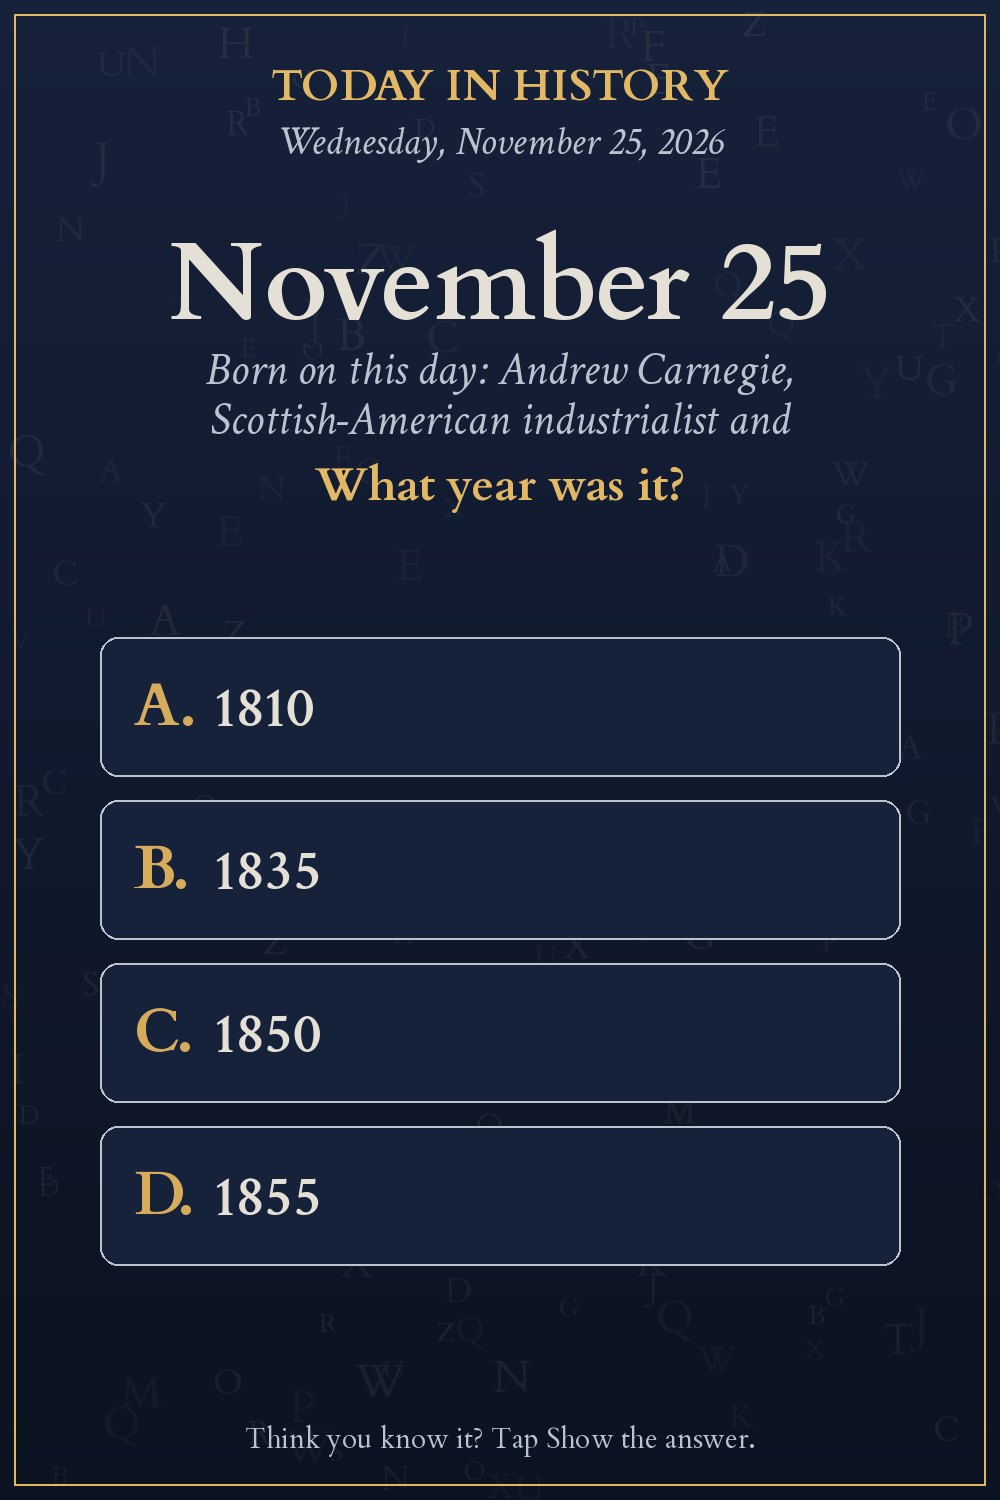 TODAY IN HISTORY
Wednesday, November 25, 2026
November 25
Born on this day: Andrew Carnegie,
Scottish-American industrialist and
What year was it?
A. 1810
B. 1835
C. 1850
D. 1855
Think you know it? Tap Show the answer.